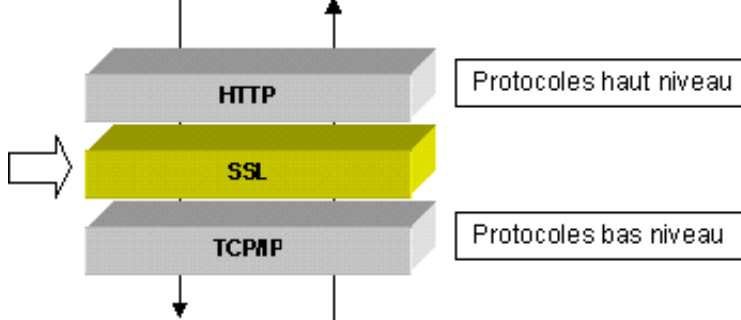 HTTP
Protocoles haut niveau
SSL
TCP/IP
Protocoles bas niveau